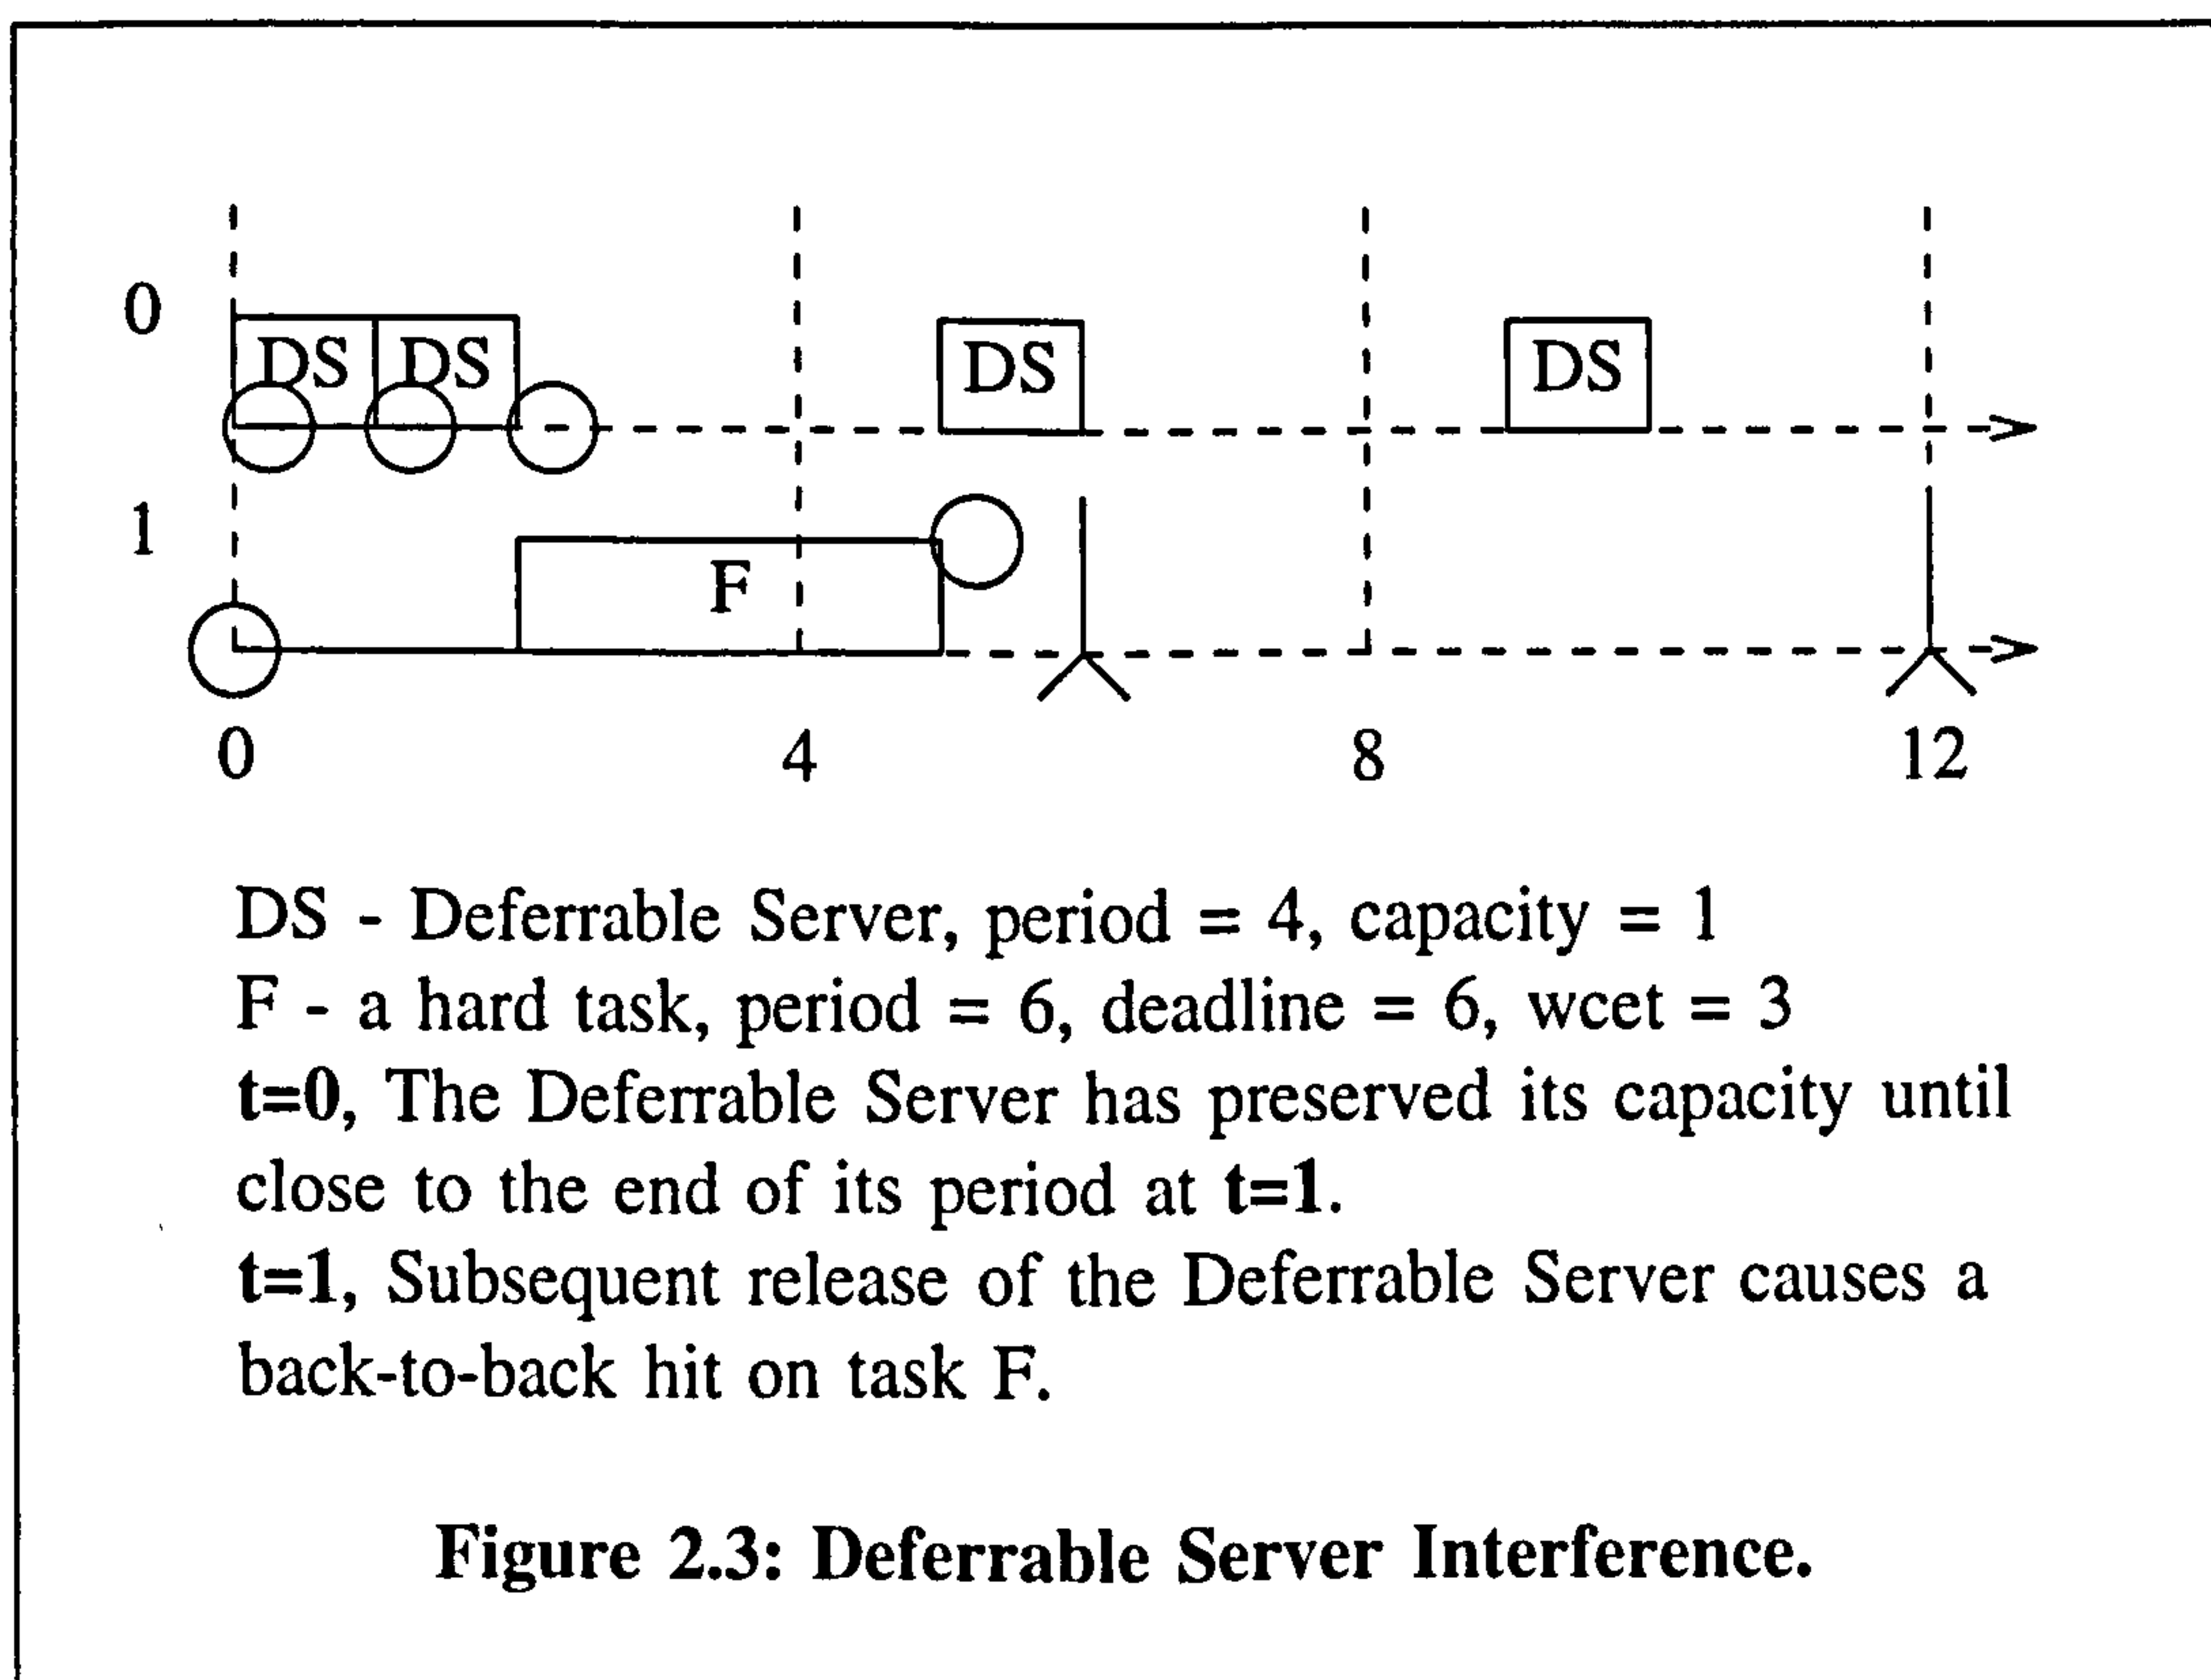 0
DS DS DS DS
1
F
0 4 8 12
DS - Deferrable Server, period = 4, capacity = 1
F - a hard task, period = 6, deadline = 6, wcet = 3
t=0, The Deferrable Server has preserved its capacity until
close to the end of its period at t=1.
t=1, Subsequent release of the Deferrable Server causes a
back-to-back hit on task F.
Figure 2.3: Deferrable Server Interference.